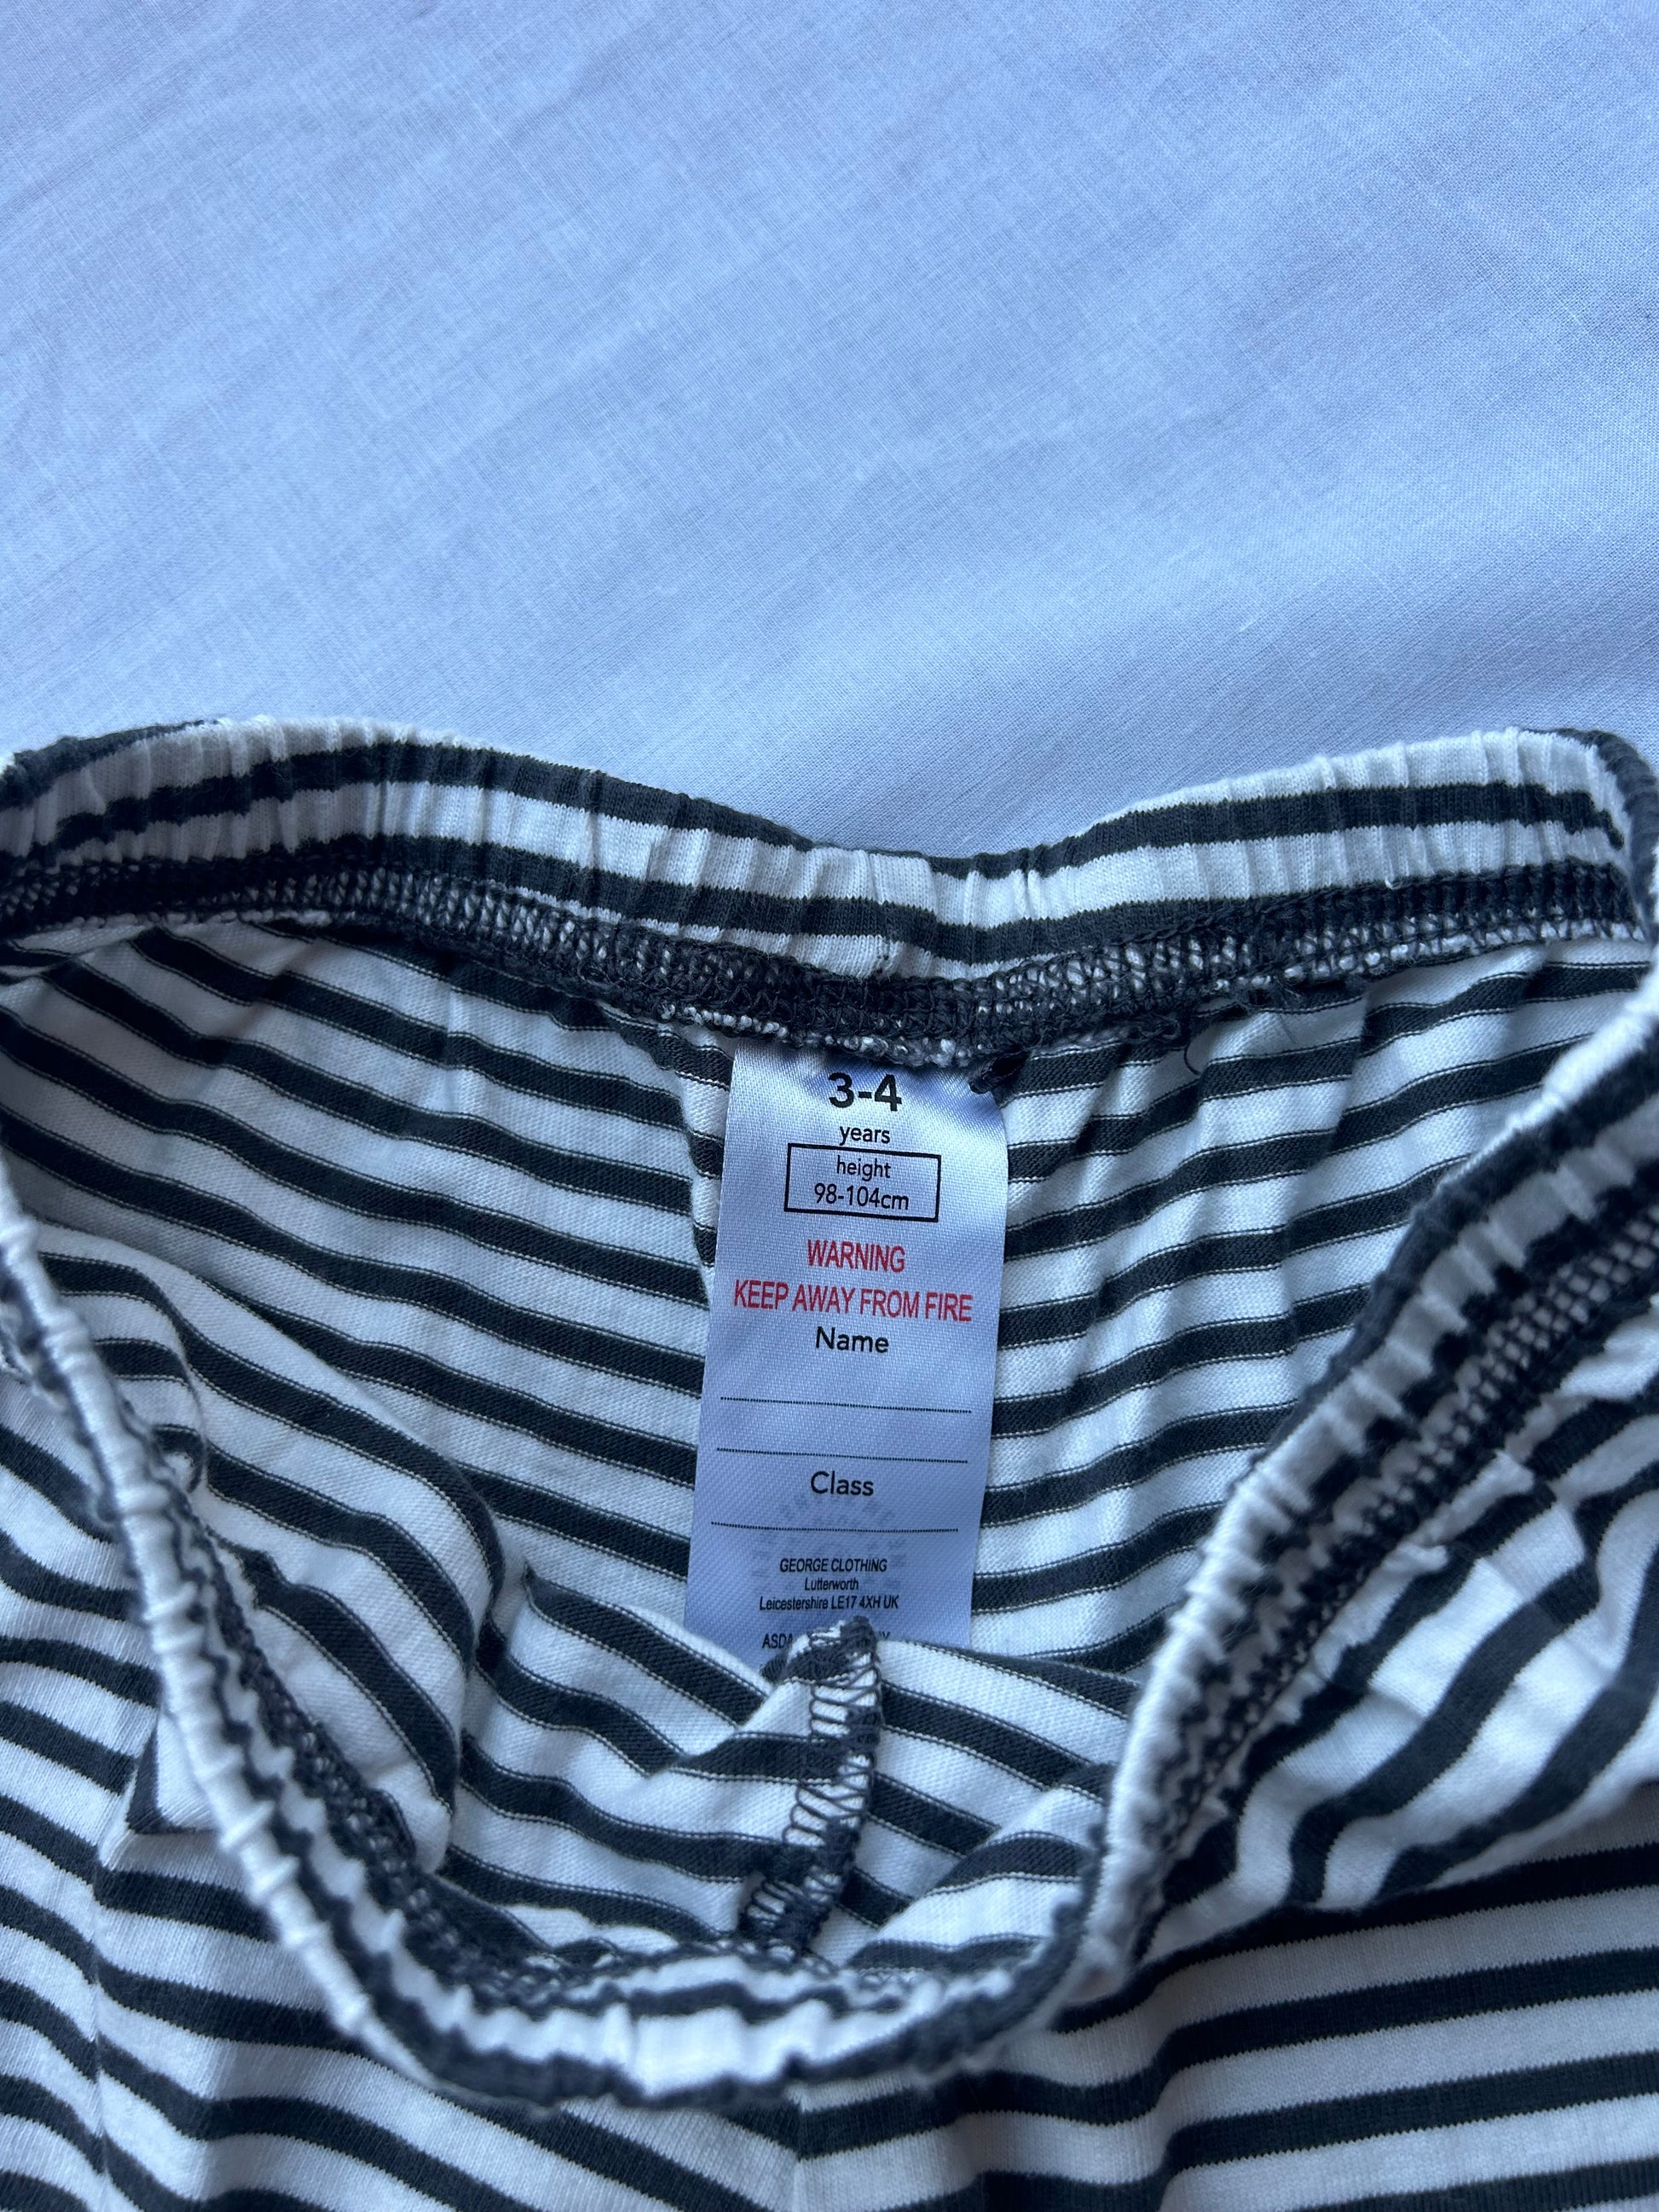 3-4
years
height
98-104cm
WARNING
KEEP AWAY FROM FIRE
Name
Class
GEORGE CLOTHING
Lutterworth
Leicestershire LE17 4XH UK
ASDA